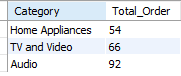 Category Total_Order
Home Appliances 54
TV and Video 66
Audio 92